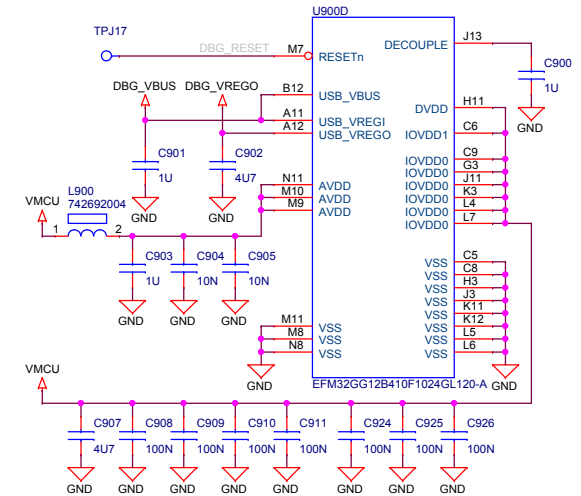 U900D
TPJ17
DBG_RESET
M7
RESETn
DECOUPLE
J13
C900
1U
GND
DBG_VBUS
DBG_VREGO
B12
USB_VBUS
A11
USB_VREGI
A12
USB_VREGO
DVDD
H11
IOVDD1
C6
IOVDD0
C9
IOVDD0
G3
IOVDD0
J11
IOVDD0
K3
IOVDD0
L4
IOVDD0
L7
C901
1U
GND
C902
4U7
GND
N11
AVDD
M10
AVDD
M9
AVDD
VMCU
L900
742692004
1
2
C903
1U
GND
C904
10N
GND
C905
10N
GND
VSS
C5
VSS
C8
VSS
H3
VSS
J3
VSS
K11
VSS
K12
VSS
L5
VSS
L6
GND
M11
VSS
M8
VSS
N8
VSS
GND
EFM32GG12B410F1024GL120-A
VMCU
C907
4U7
GND
C908
100N
GND
C909
100N
GND
C910
100N
GND
C911
100N
GND
C924
100N
GND
C925
100N
GND
C926
100N
GND